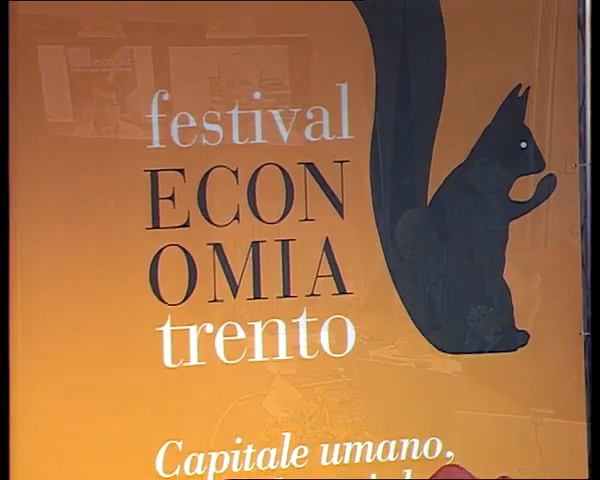 festival
ECON
OMIA
trento
Capitale umano,